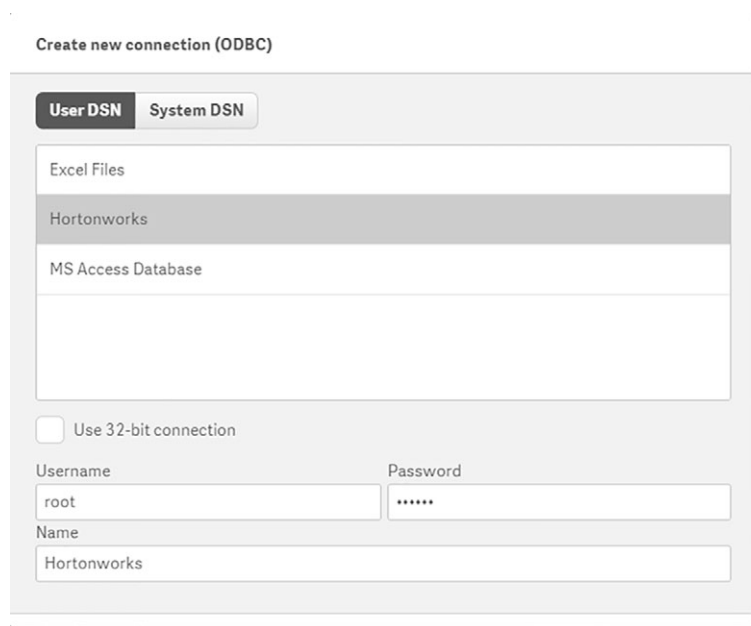 Create new connection (ODBC)
User DSN System DSN
Excel Files
Hortonworks
MS Access Database
Use 32-bit connection
Username Password
root ••••••
Name
Hortonworks